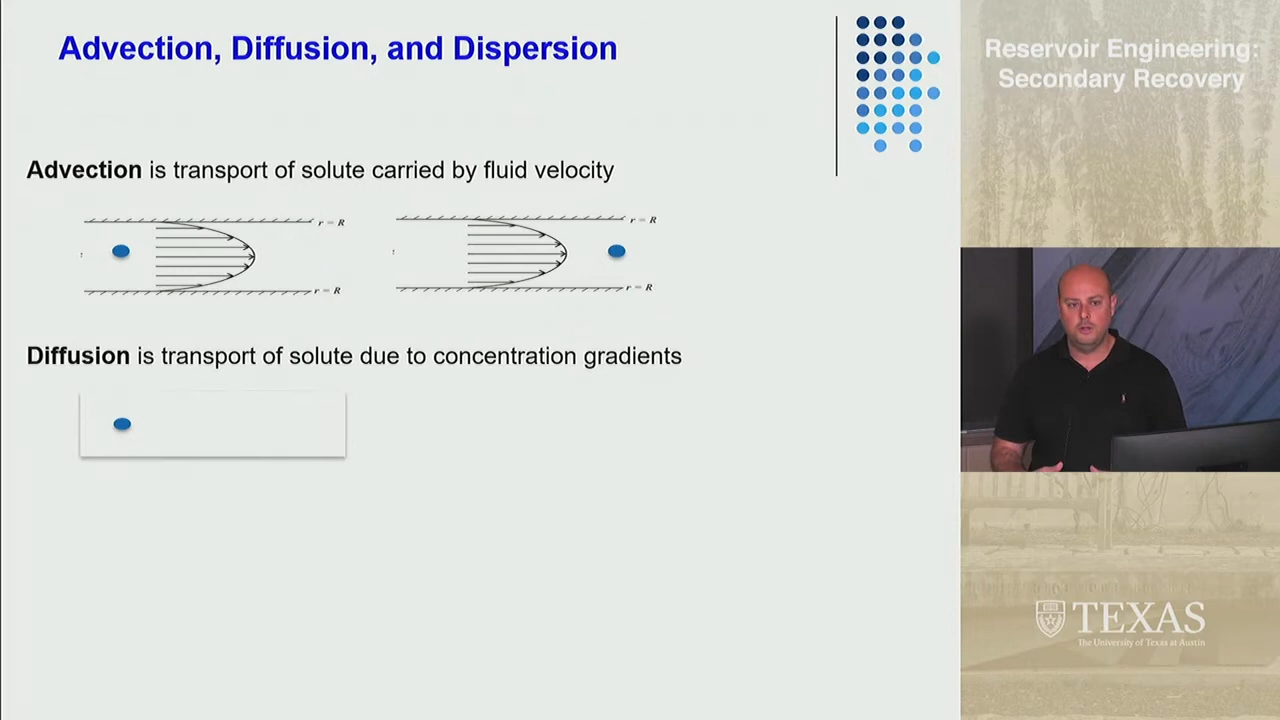 Advection, Diffusion, and Dispersion
Reservoir Engineering:
Secondary Recovery
Advection is transport of solute carried by fluid velocity
r = R
r = R
r = R
r = R
Diffusion is transport of solute due to concentration gradients
TEXAS
The University of Texas at Austin